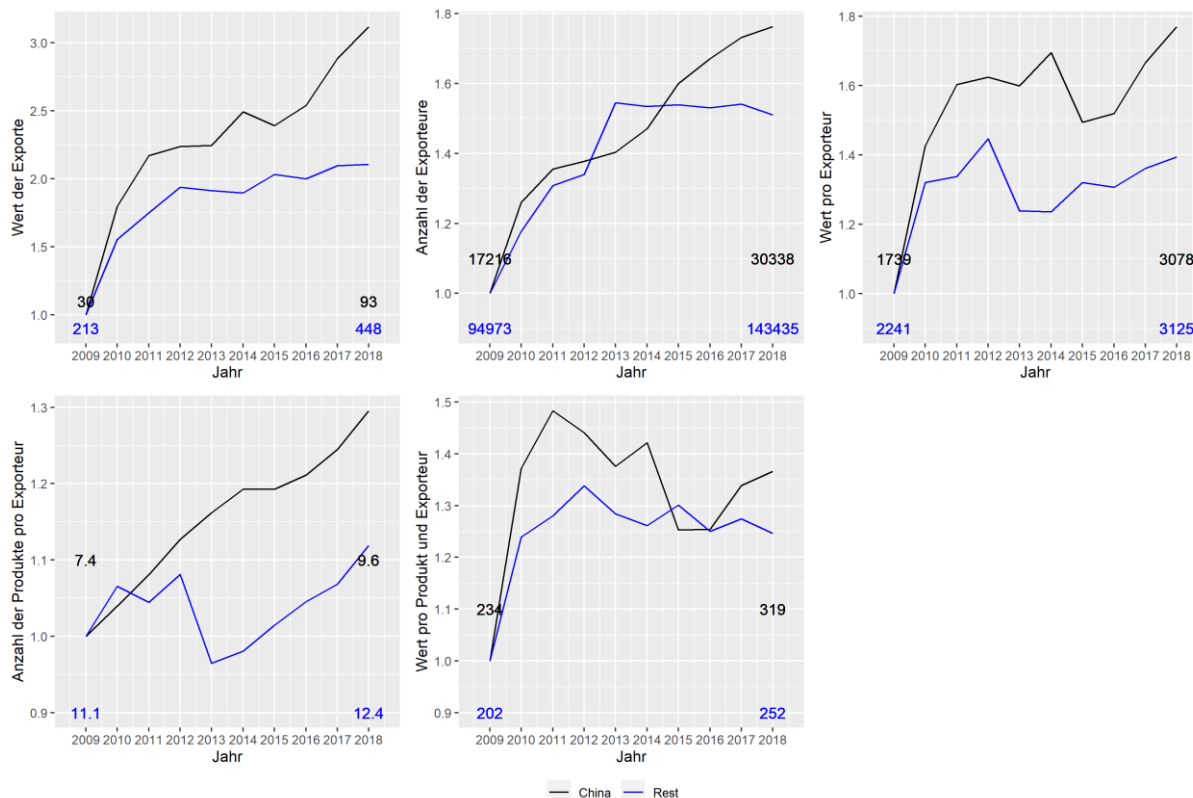 Wert der Exporte
3.0
2.5
2.0
1.5
1.0
30
93
213
448
2009 2010 2011 2012 2013 2014 2015 2016 2017 2018
Jahr
Anzahl der Exporteure
1.8
1.6
1.4
1.2
1.0
17216
30338
94973
143435
2009 2010 2011 2012 2013 2014 2015 2016 2017 2018
Jahr
Wert pro Exporteur
1.8
1.6
1.4
1.2
1.0
1739
3078
2241
3125
2009 2010 2011 2012 2013 2014 2015 2016 2017 2018
Jahr
Anzahl der Produkte pro Exporteur
1.3
1.2
1.1
1.0
0.9
7.4
9.6
11.1
12.4
2009 2010 2011 2012 2013 2014 2015 2016 2017 2018
Jahr
Wert pro Produkt und Exporteur
1.5
1.4
1.3
1.2
1.1
1.0
0.9
234
319
202
252
2009 2010 2011 2012 2013 2014 2015 2016 2017 2018
Jahr
China Rest